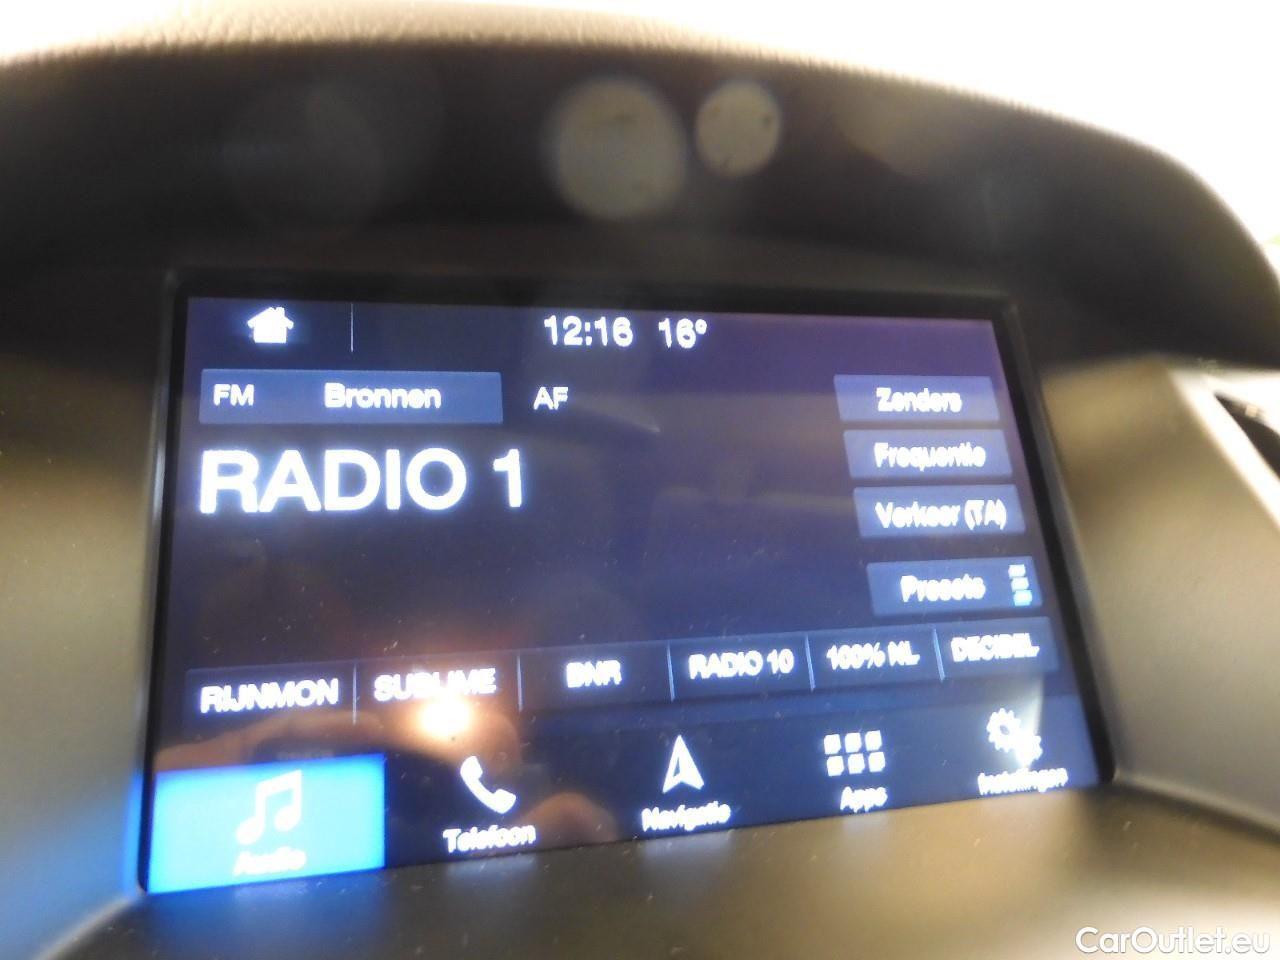 12:16 16°
FM Bronnen AF
Zenders
RADIO 1
Frequentie
Verkeer (TA)
Presets
RIJNMON SUBLIME BNR RADIO 10 100% NL DECIBEL
Audio Telefoon Navigatie Apps Instellingen
CarOutlet.eu